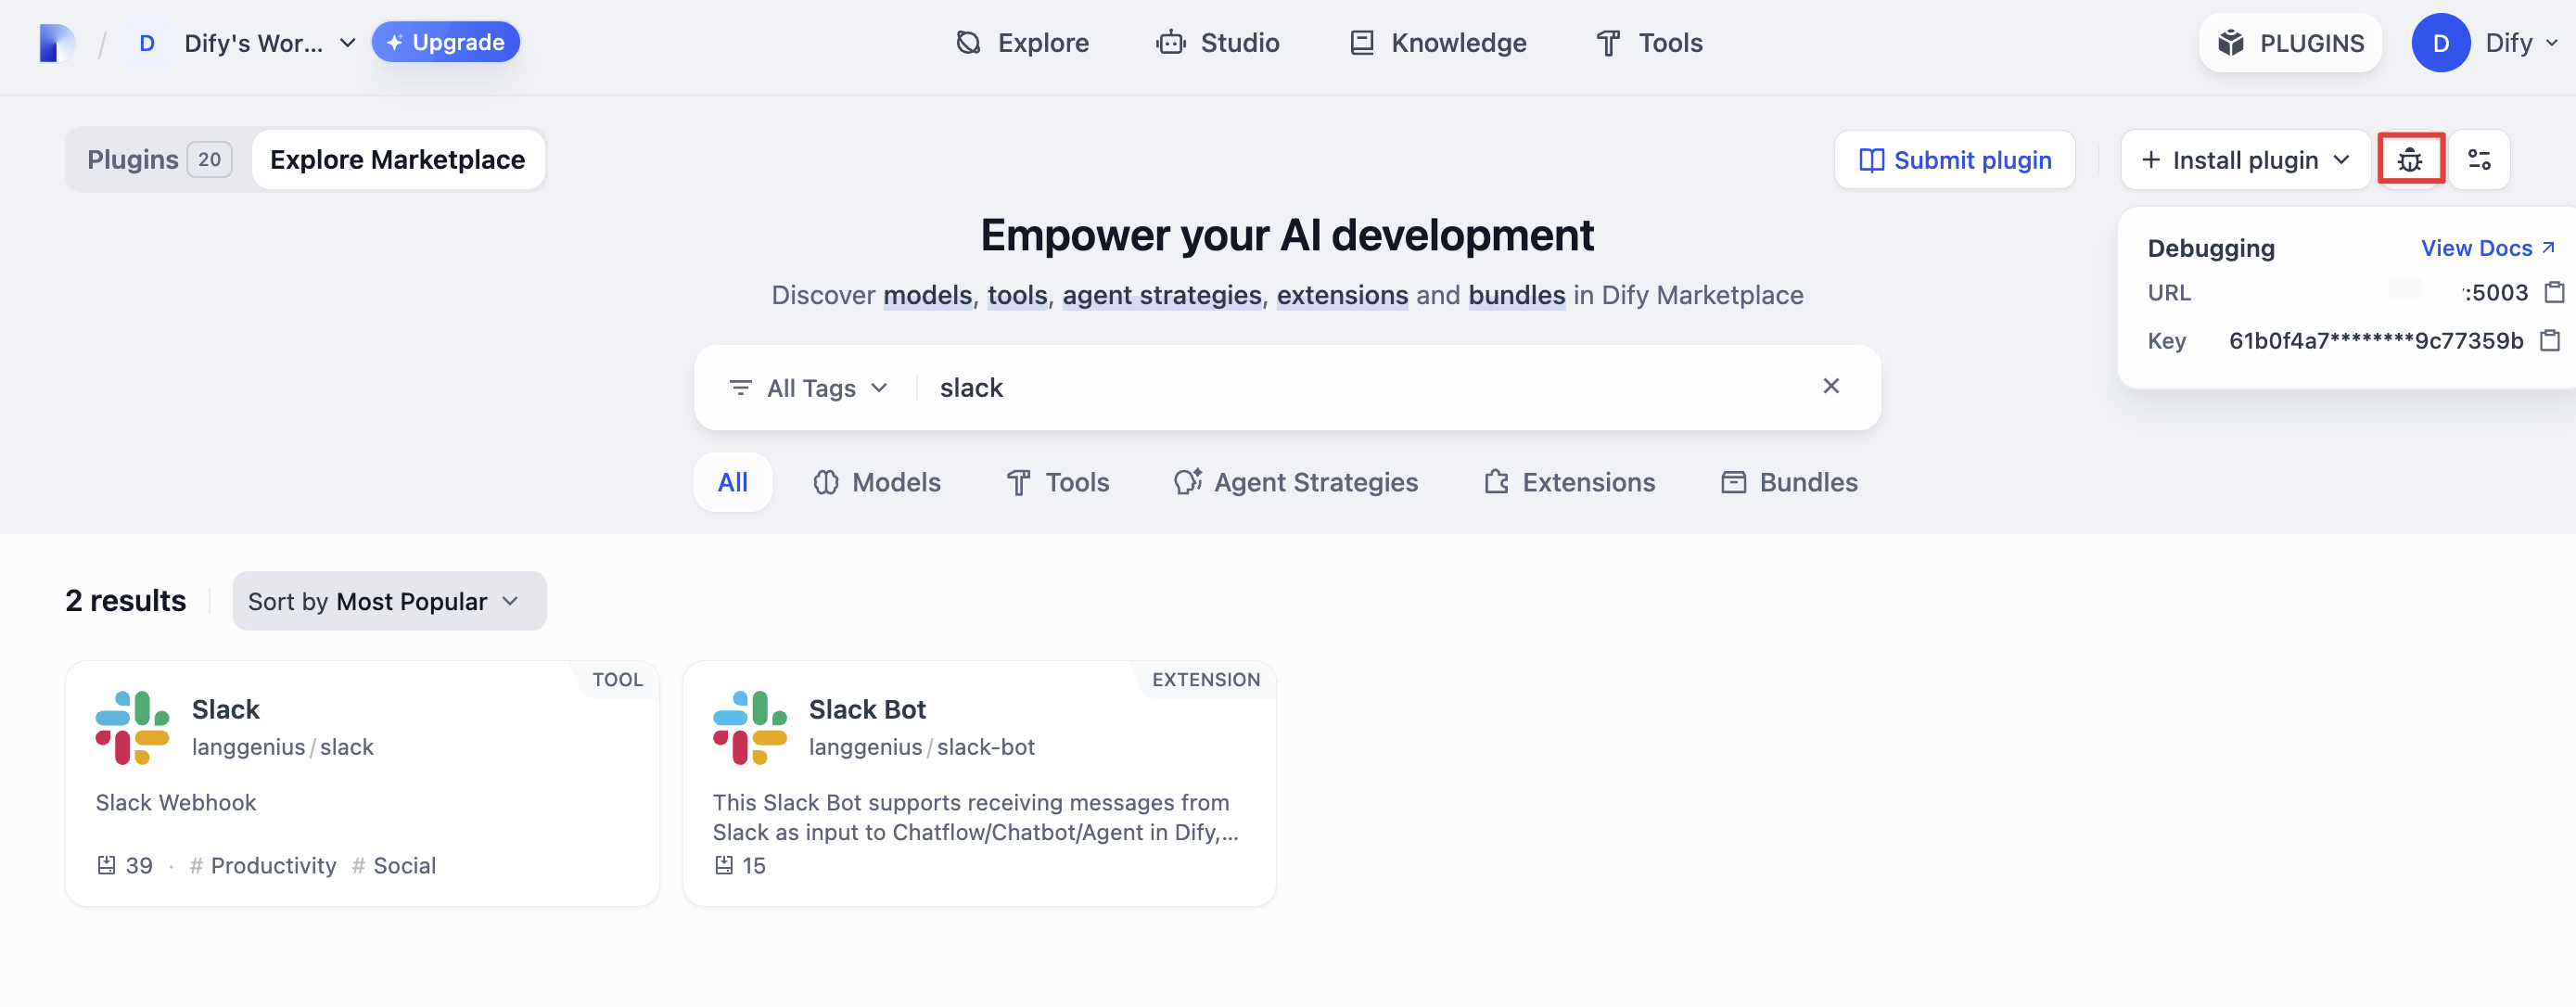 / D Dify's Wor... Upgrade
Explore Studio Knowledge Tools
PLUGINS D Dify
Plugins 20 Explore Marketplace
Submit plugin + Install plugin
Empower your AI development
Discover models, tools, agent strategies, extensions and bundles in Dify Marketplace
Debugging View Docs
URL :5003
Key 61b0f4a7********9c77359b
All Tags slack
All Models Tools Agent Strategies Extensions Bundles
2 results Sort by Most Popular
TOOL
Slack
langgenius / slack
Slack Webhook
39 · # Productivity # Social
EXTENSION
Slack Bot
langgenius / slack-bot
This Slack Bot supports receiving messages from
Slack as input to Chatflow/Chatbot/Agent in Dify,...
15